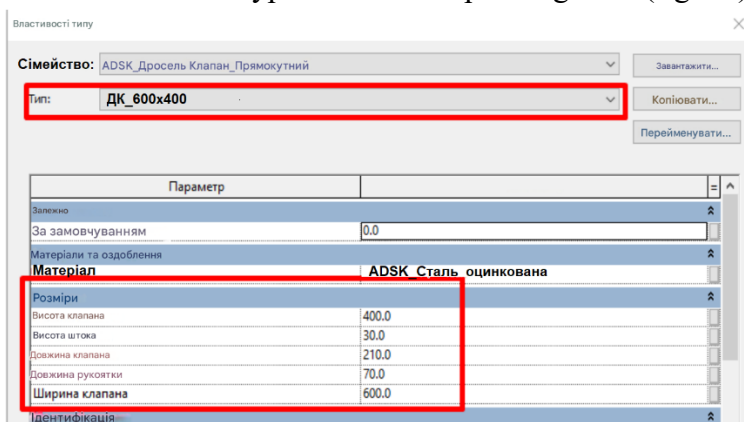 Властивості типу
Сімейство: ADSK_Дросель Клапан_Прямокутний Завантажити...
Тип: ДК_600х400 Копіювати...
Перейменувати...
Параметр =
Залежно
За замовчуванням 0.0
Матеріали та оздоблення
Матеріал ADSK_Сталь_оцинкована
Розміри
Висота клапана 400.0
Висота штока 30.0
Довжина клапана 210.0
Довжина рукоятки 70.0
Ширина клапана 600.0
Ідентифікація